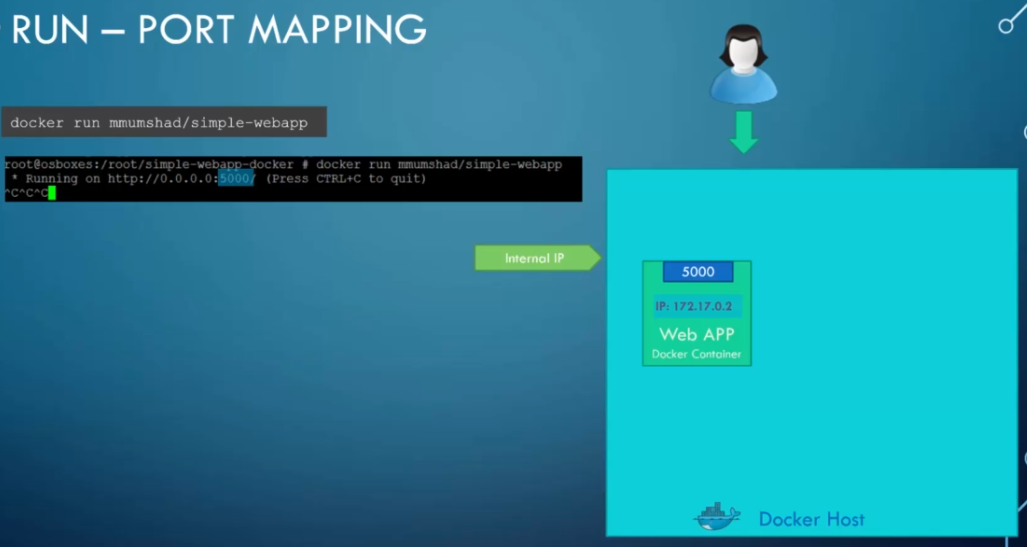 RUN – PORT MAPPING
docker run mmumshad/simple-webapp
root@osboxes:/root/simple-webapp-docker # docker run mmumshad/simple-webapp
* Running on http://0.0.0.0:5000/ (Press CTRL+C to quit)
^C^C^C
Internal IP
5000
IP: 172.17.0.2
Web APP
Docker Container
Docker Host